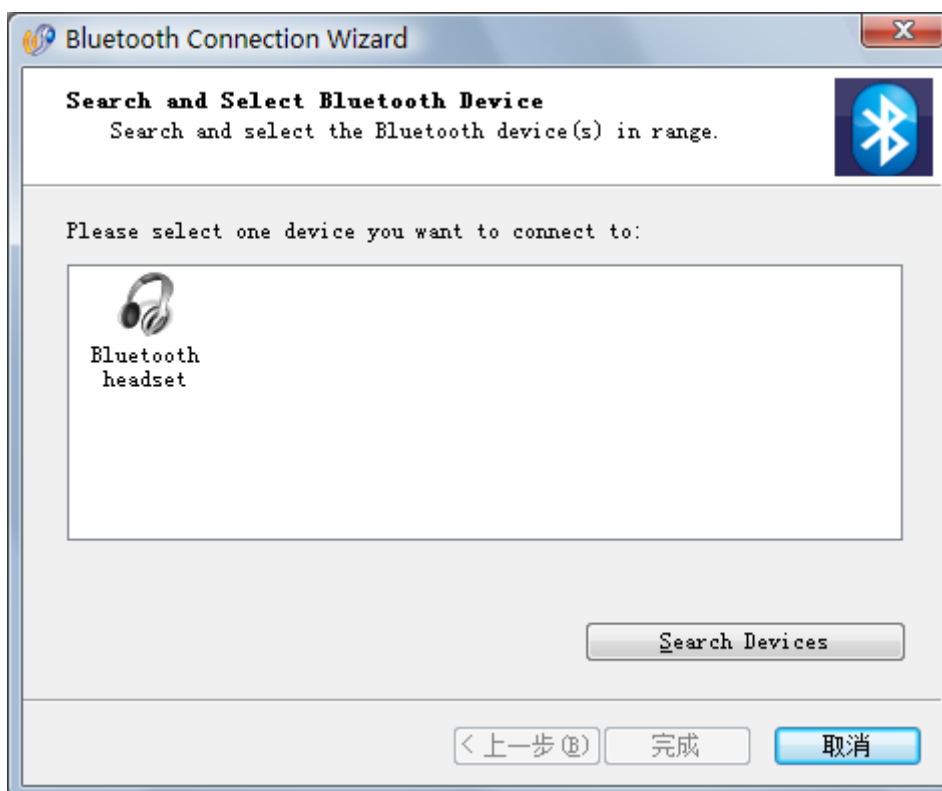 Bluetooth Connection Wizard
Search and Select Bluetooth Device
Search and select the Bluetooth device(s) in range.
Please select one device you want to connect to:
Bluetooth
headset
Search Devices
< 上一步(B) 完成 取消